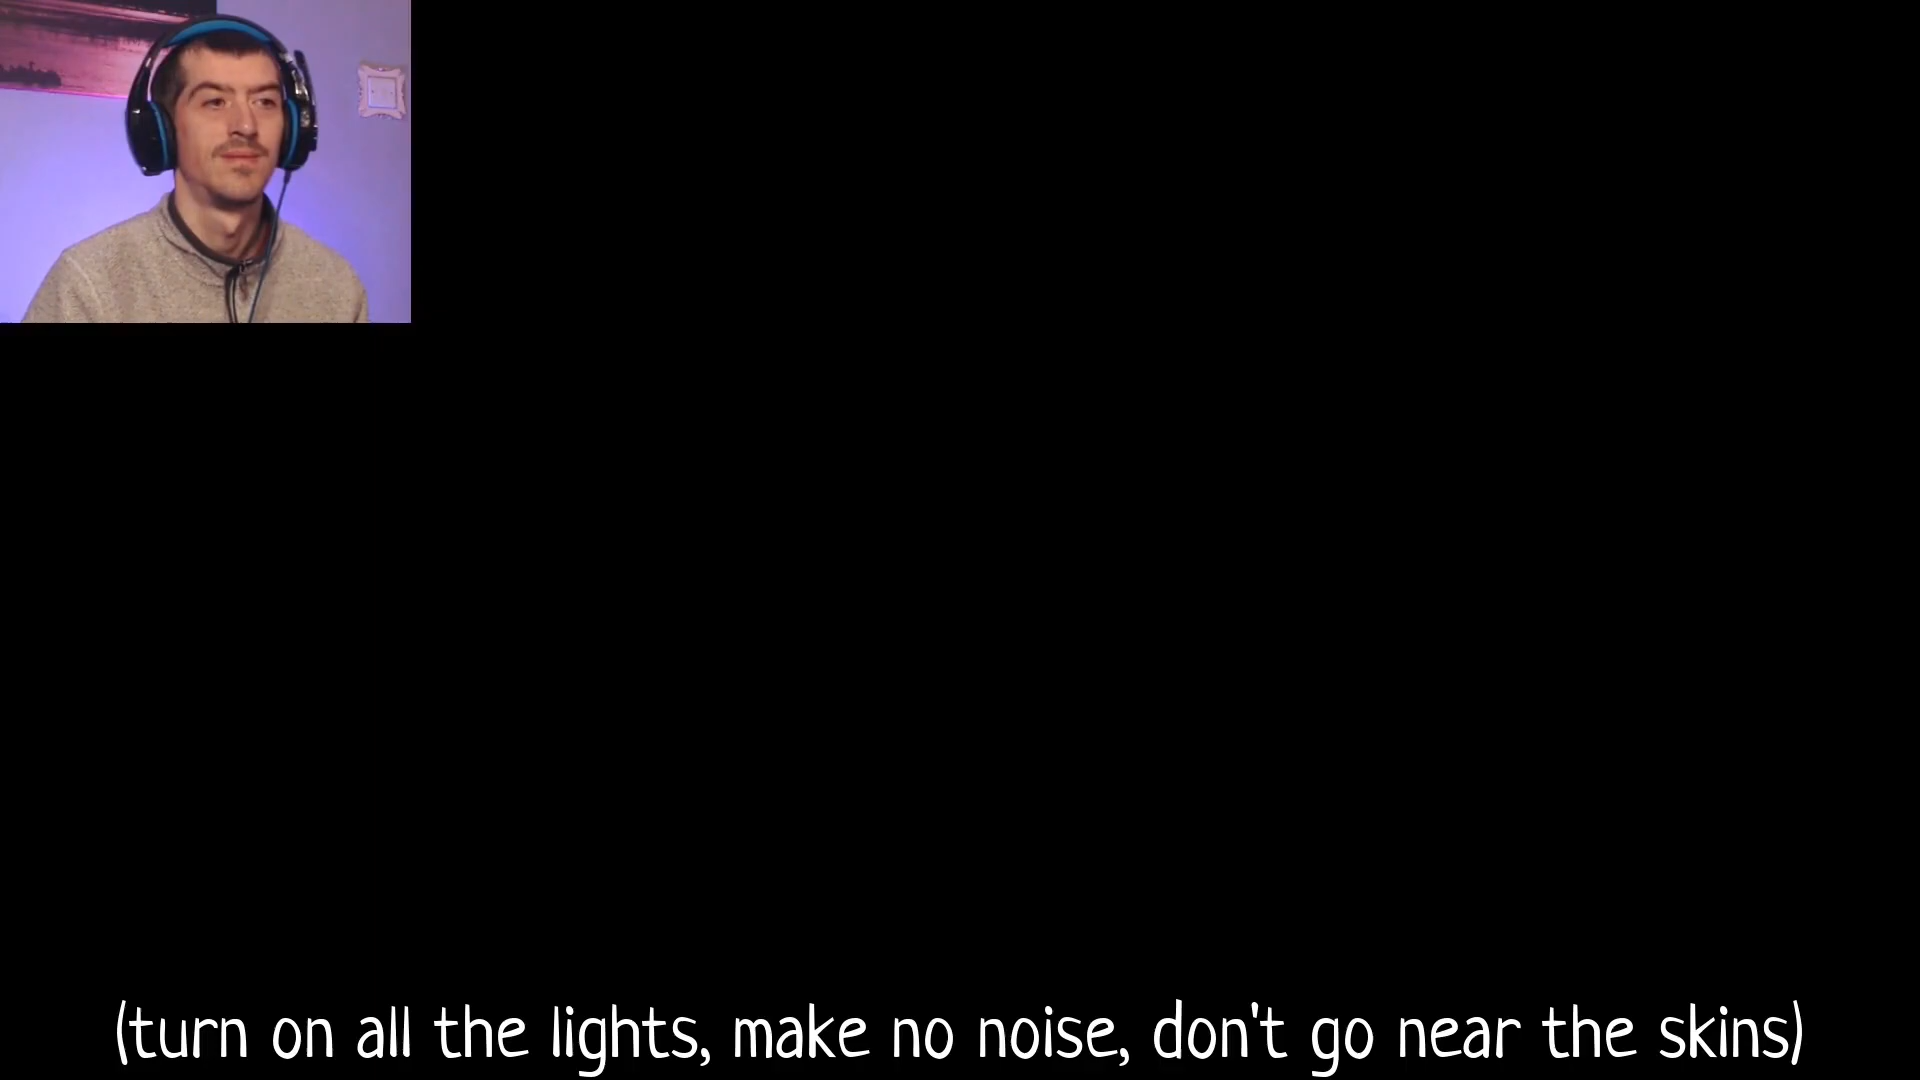 (turn on all the lights, make no noise, don't go near the skins)